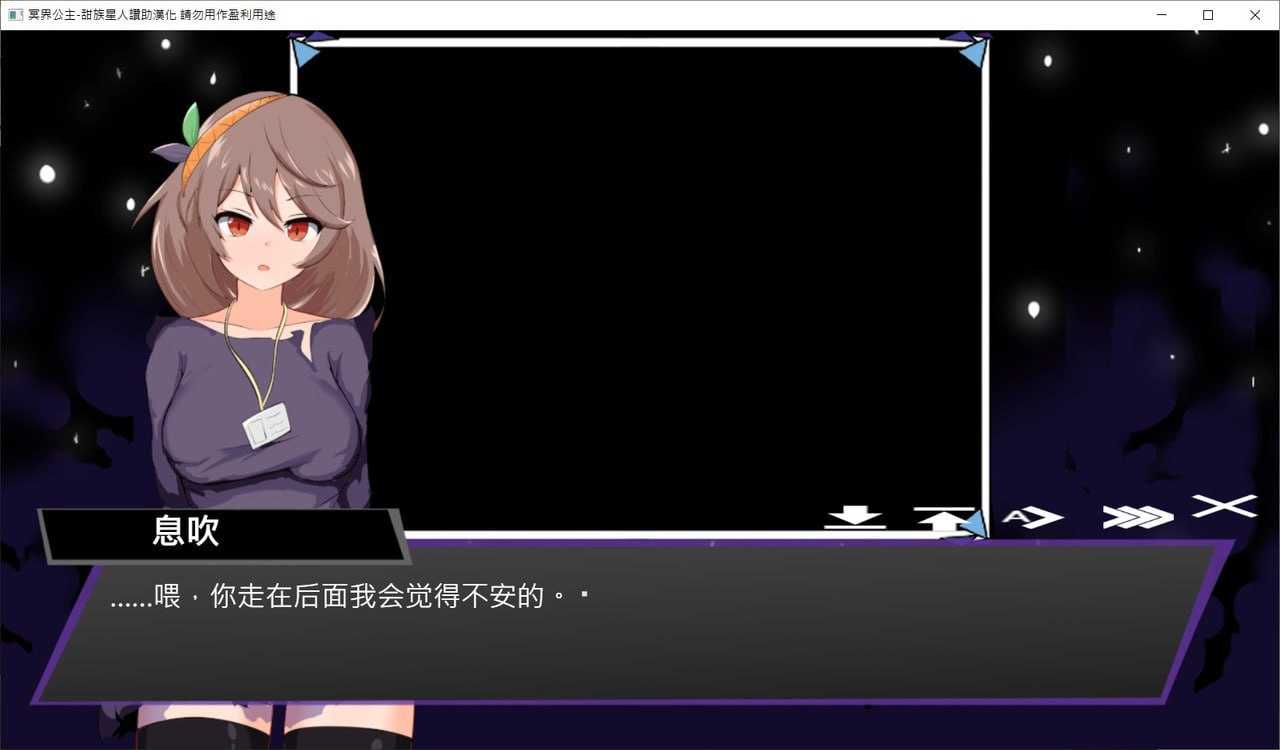 冥界公主-甜族星人讚助漢化 請勿用作盈利用途
A
息吹
......喂，你走在后面我会觉得不安的。